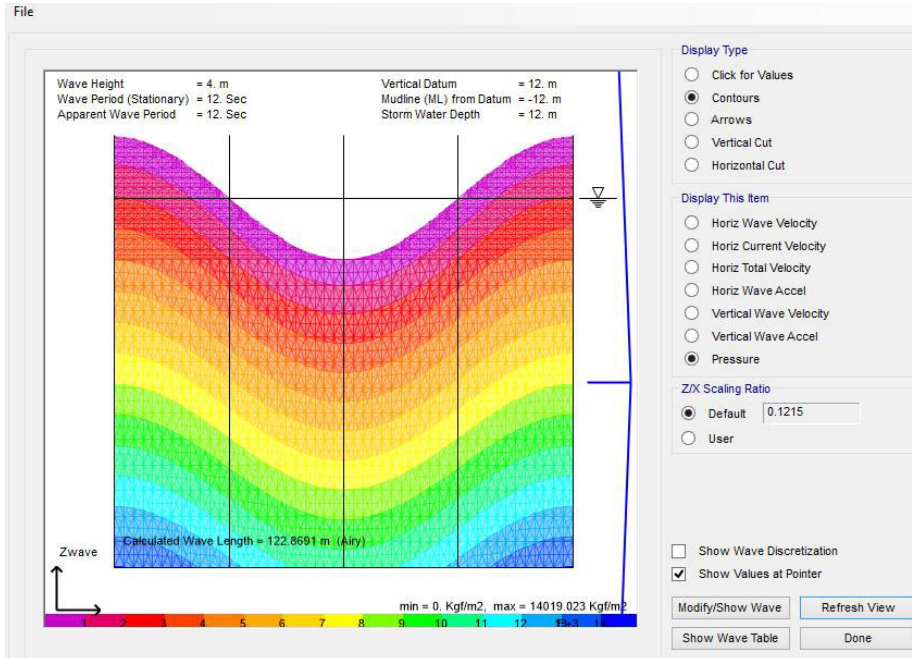 File
Wave Height = 4. m
Wave Period (Stationary) = 12. Sec
Apparent Wave Period = 12. Sec
Vertical Datum = 12. m
Mudline (ML) from Datum = -12. m
Storm Water Depth = 12. m
Calculated Wave Length = 122.8691 m (Airy)
Zwave
min = 0. Kgf/m2, max = 14019.023 Kgf/m2
1 2 3 4 5 6 7 8 9 10 11 12
Display Type
Click for Values
Contours
Arrows
Vertical Cut
Horizontal Cut
Display This Item
Horiz Wave Velocity
Horiz Current Velocity
Horiz Total Velocity
Horiz Wave Accel
Vertical Wave Velocity
Vertical Wave Accel
Pressure
Z/X Scaling Ratio
Default 0.1215
User
Show Wave Discretization
Show Values at Pointer
Modify/Show Wave Refresh View
Show Wave Table Done